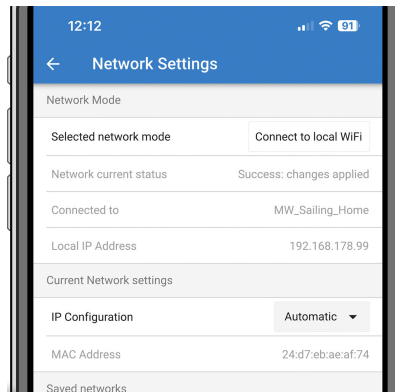 12:12
91
Network Settings
Network Mode
Selected network mode Connect to local WiFi
Network current status Success: changes applied
Connected to MW_Sailing_Home
Local IP Address 192.168.178.99
Current Network settings
IP Configuration Automatic
MAC Address 24:d7:eb:ae:af:74
Saved networks